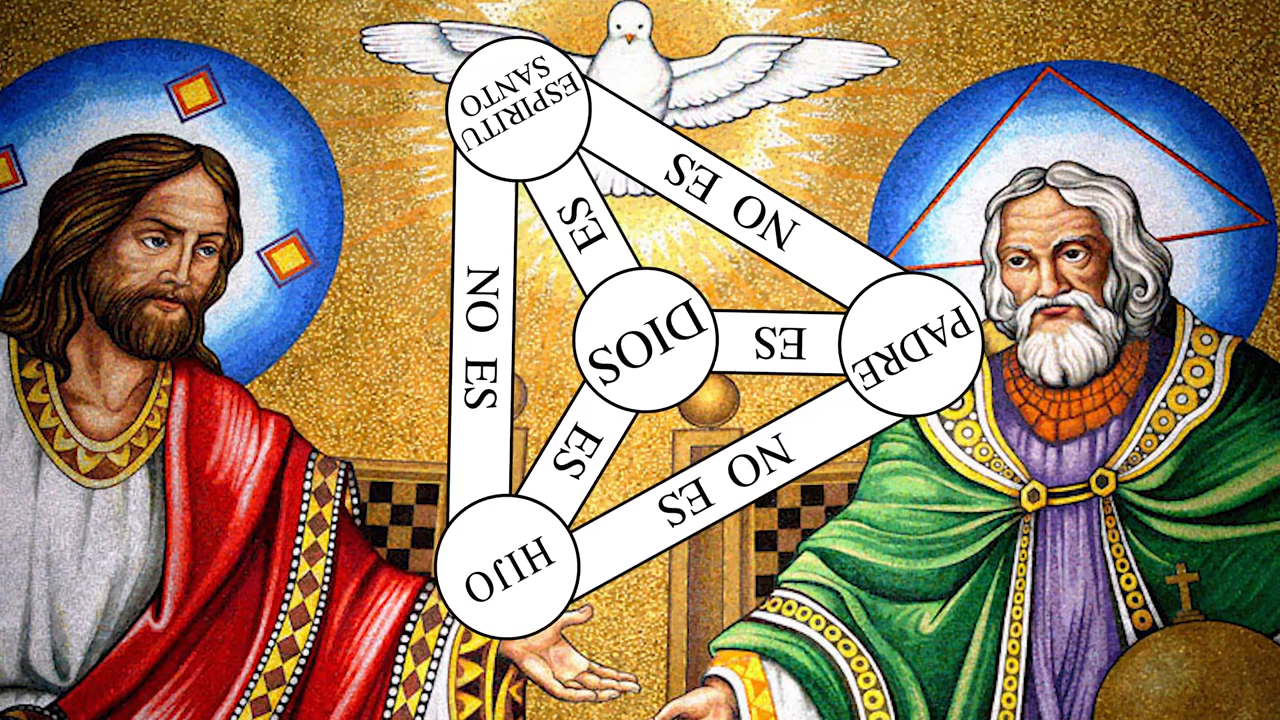 ESPIRITU
SANTO
NO ES
ES
NO ES
DIOS
ES
PADRE
ES
NO ES
HIJO